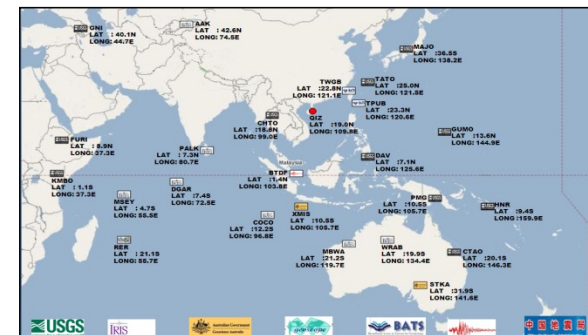 GNI
LAT : 40.1N
LONG: 44.7E
AAK
LAT : 42.6N
LONG: 74.5E
MAJO
LAT :36.5S
LONG: 138.2E
TATO
LAT :25.0N
LONG :121.5E
TWGB
LAT : 22.8N
LONG: 121.1E
TPUB
LAT : 23.3N
LONG: 120.6E
QIZ
LAT :19.0N
LONG :109.8E
CHTO
LAT :18.8N
LONG: 99.0E
GUMO
LAT : 13.6N
LONG: 144.9E
FURI
LAT : 8.9N
LONG: 37.3E
PALK
LAT : 7.3N
LONG: 80.7E
Malaysia
DAV
LAT : 7.1N
LONG: 125.6E
BTDF
LAT :1.4N
LONG: 103.8E
KMBO
LAT : 1.1S
LONG: 37.3E
MSEY
LAT : 4.7S
LONG: 55.5E
DGAR
LAT : 7.4S
LONG: 72.5E
COCO
LAT :12.2S
LONG: 96.8E
XMIS
LAT :10.5S
LONG: 105.7E
PMG
LAT :10.5S
LONG: 105.7E
HNR
LAT :9.4S
LONG :159.9E
RER
LAT : 21.1S
LONG: 55.7E
MBWA
LAT :21.2S
LONG: 119.7E
WRAB
LAT :19.9S
LONG: 134.4E
CTAO
LAT :20.1S
LONG: 146.3E
STKA
LAT :31.9S
LONG: 141.6E
USGS
IRIS
Australian Government
BATS
中国地震局